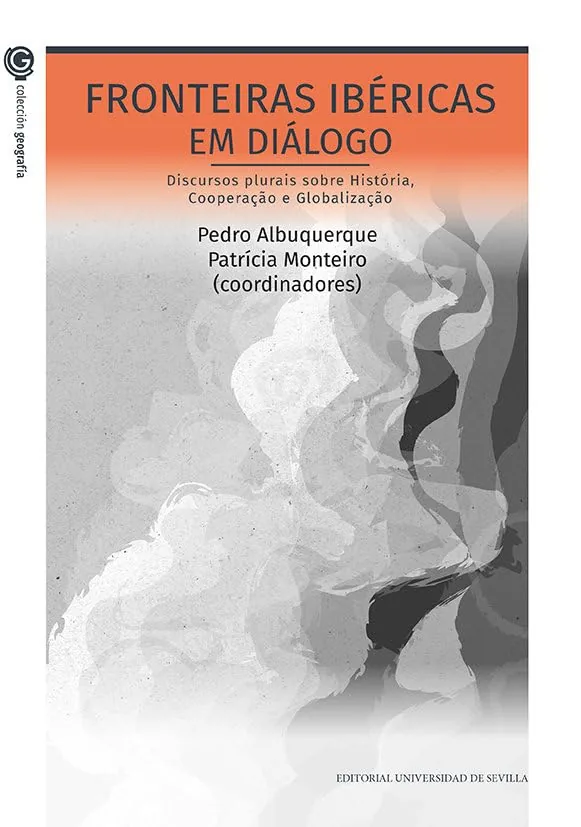 colección geografía
FRONTEIRAS IBÉRICAS
EM DIÁLOGO
Discursos plurais sobre História,
Cooperação e Globalização
Pedro Albuquerque
Patrícia Monteiro
(coordinadores)
EDITORIAL UNIVERSIDAD DE SEVILLA